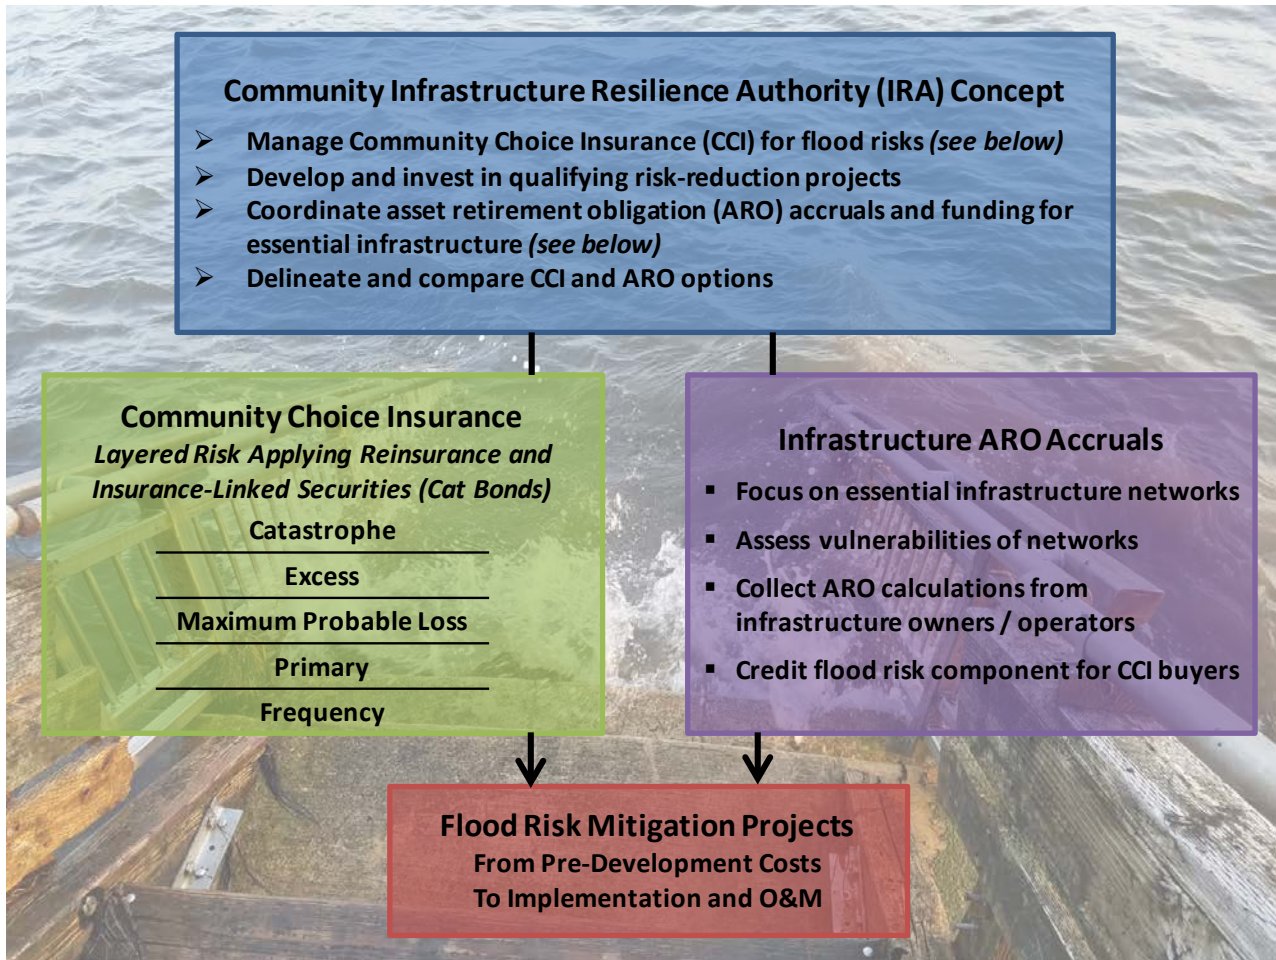 Community Infrastructure Resilience Authority (IRA) Concept
➢ Manage Community Choice Insurance (CCI) for flood risks (see below)
➢ Develop and invest in qualifying risk-reduction projects
➢ Coordinate asset retirement obligation (ARO) accruals and funding for
essential infrastructure (see below)
➢ Delineate and compare CCI and ARO options
Community Choice Insurance
Layered Risk Applying Reinsurance and
Insurance-Linked Securities (Cat Bonds)
Catastrophe
Excess
Maximum Probable Loss
Primary
Frequency
Infrastructure ARO Accruals
▪ Focus on essential infrastructure networks
▪ Assess vulnerabilities of networks
▪ Collect ARO calculations from
infrastructure owners / operators
▪ Credit flood risk component for CCI buyers
Flood Risk Mitigation Projects
From Pre-Development Costs
To Implementation and O&M